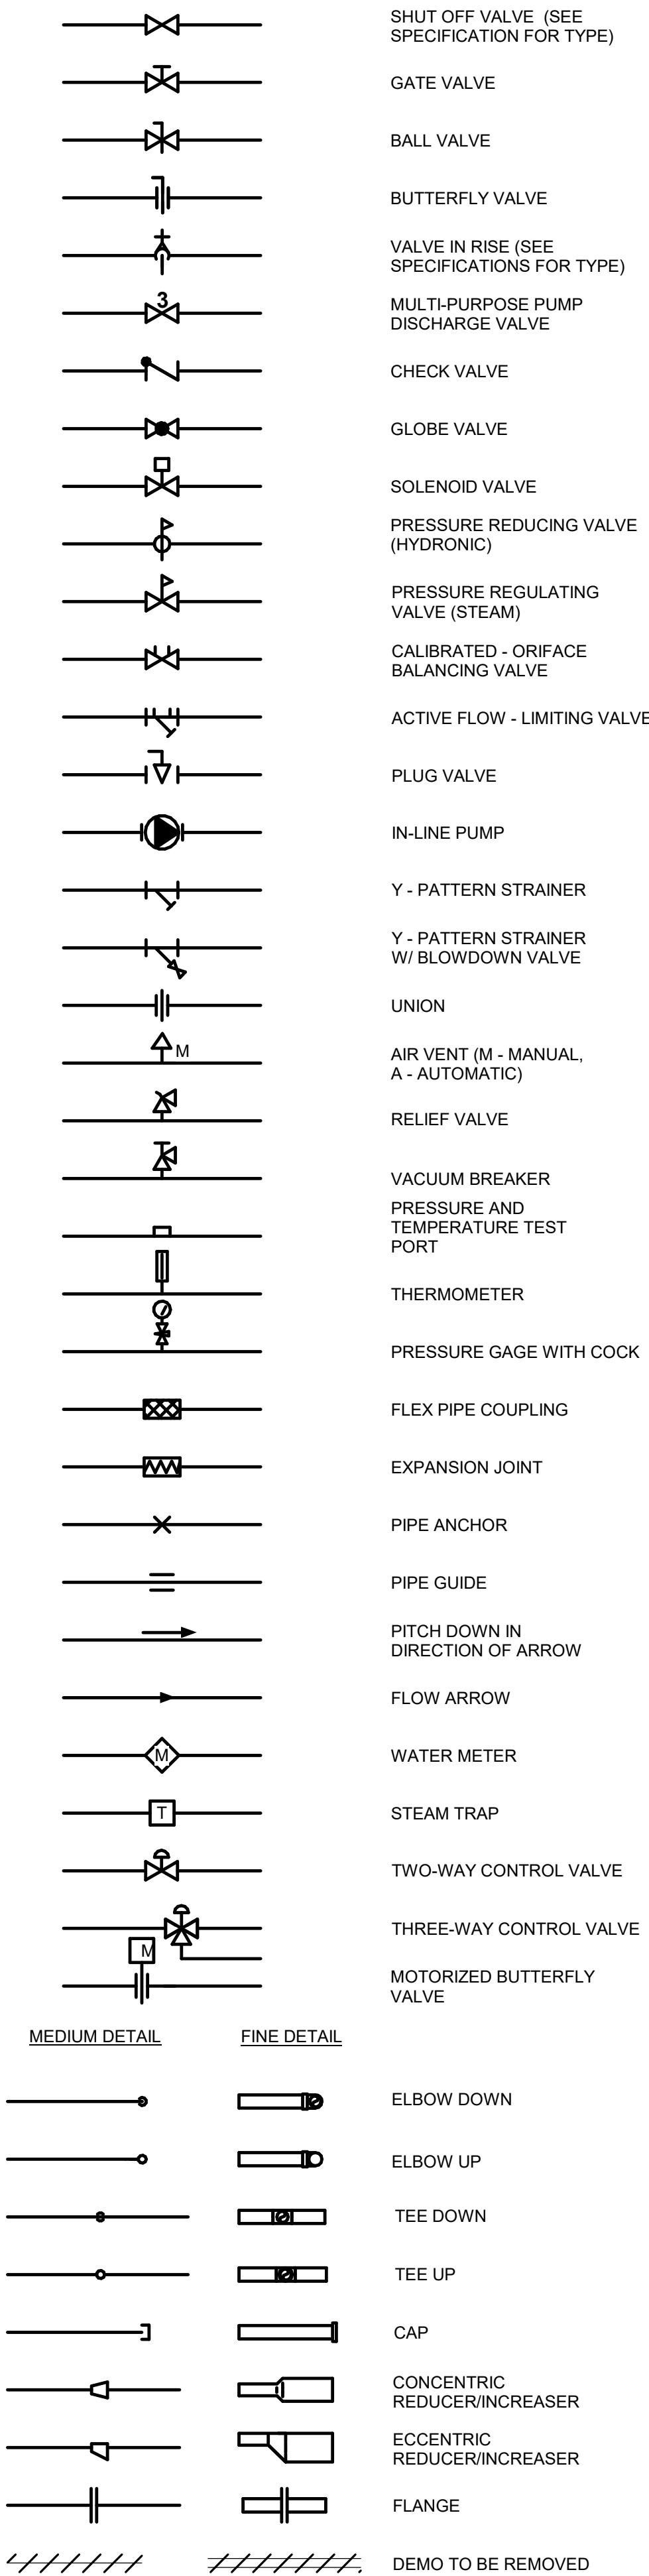 SHUT OFF VALVE (SEE
SPECIFICATION FOR TYPE)
GATE VALVE
BALL VALVE
BUTTERFLY VALVE
VALVE IN RISE (SEE
SPECIFICATIONS FOR TYPE)
3
MULTI-PURPOSE PUMP
DISCHARGE VALVE
CHECK VALVE
GLOBE VALVE
SOLENOID VALVE
PRESSURE REDUCING VALVE
(HYDRONIC)
PRESSURE REGULATING
VALVE (STEAM)
CALIBRATED - ORIFACE
BALANCING VALVE
ACTIVE FLOW - LIMITING VALVE
PLUG VALVE
IN-LINE PUMP
Y - PATTERN STRAINER
Y - PATTERN STRAINER
W/ BLOWDOWN VALVE
UNION
M
AIR VENT (M - MANUAL,
A - AUTOMATIC)
RELIEF VALVE
VACUUM BREAKER
PRESSURE AND
TEMPERATURE TEST
PORT
THERMOMETER
PRESSURE GAGE WITH COCK
FLEX PIPE COUPLING
EXPANSION JOINT
PIPE ANCHOR
PIPE GUIDE
PITCH DOWN IN
DIRECTION OF ARROW
FLOW ARROW
M
WATER METER
T
STEAM TRAP
TWO-WAY CONTROL VALVE
THREE-WAY CONTROL VALVE
M
MOTORIZED BUTTERFLY
VALVE
MEDIUM DETAIL
FINE DETAIL
ELBOW DOWN
ELBOW UP
TEE DOWN
TEE UP
CAP
CONCENTRIC
REDUCER/INCREASER
ECCENTRIC
REDUCER/INCREASER
FLANGE
DEMO TO BE REMOVED